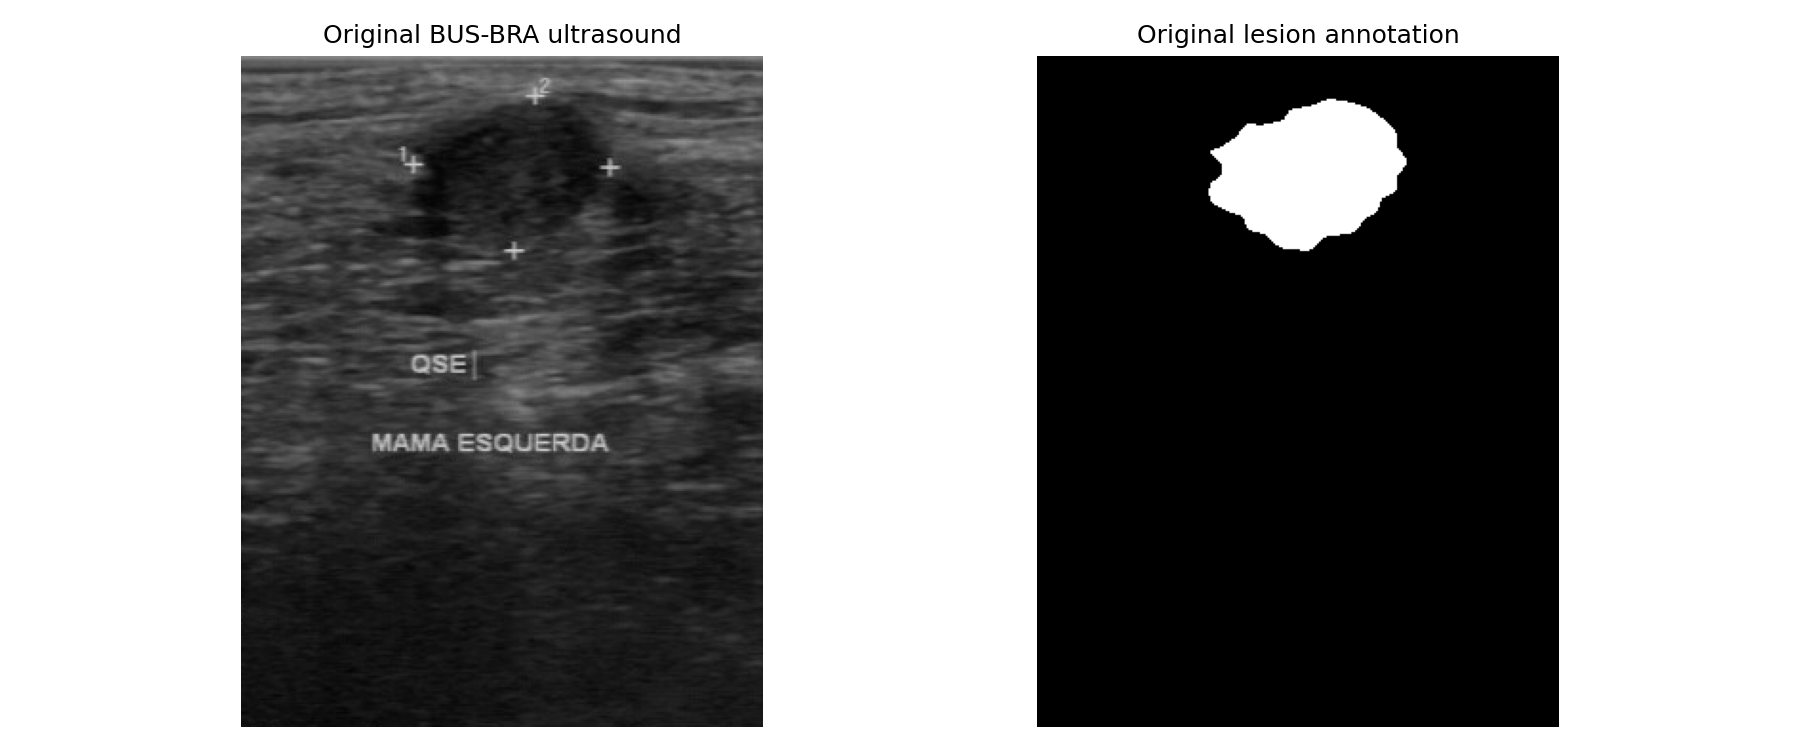 Original BUS-BRA ultrasound
Original lesion annotation
2
1
QSE
MAMA ESQUERDA